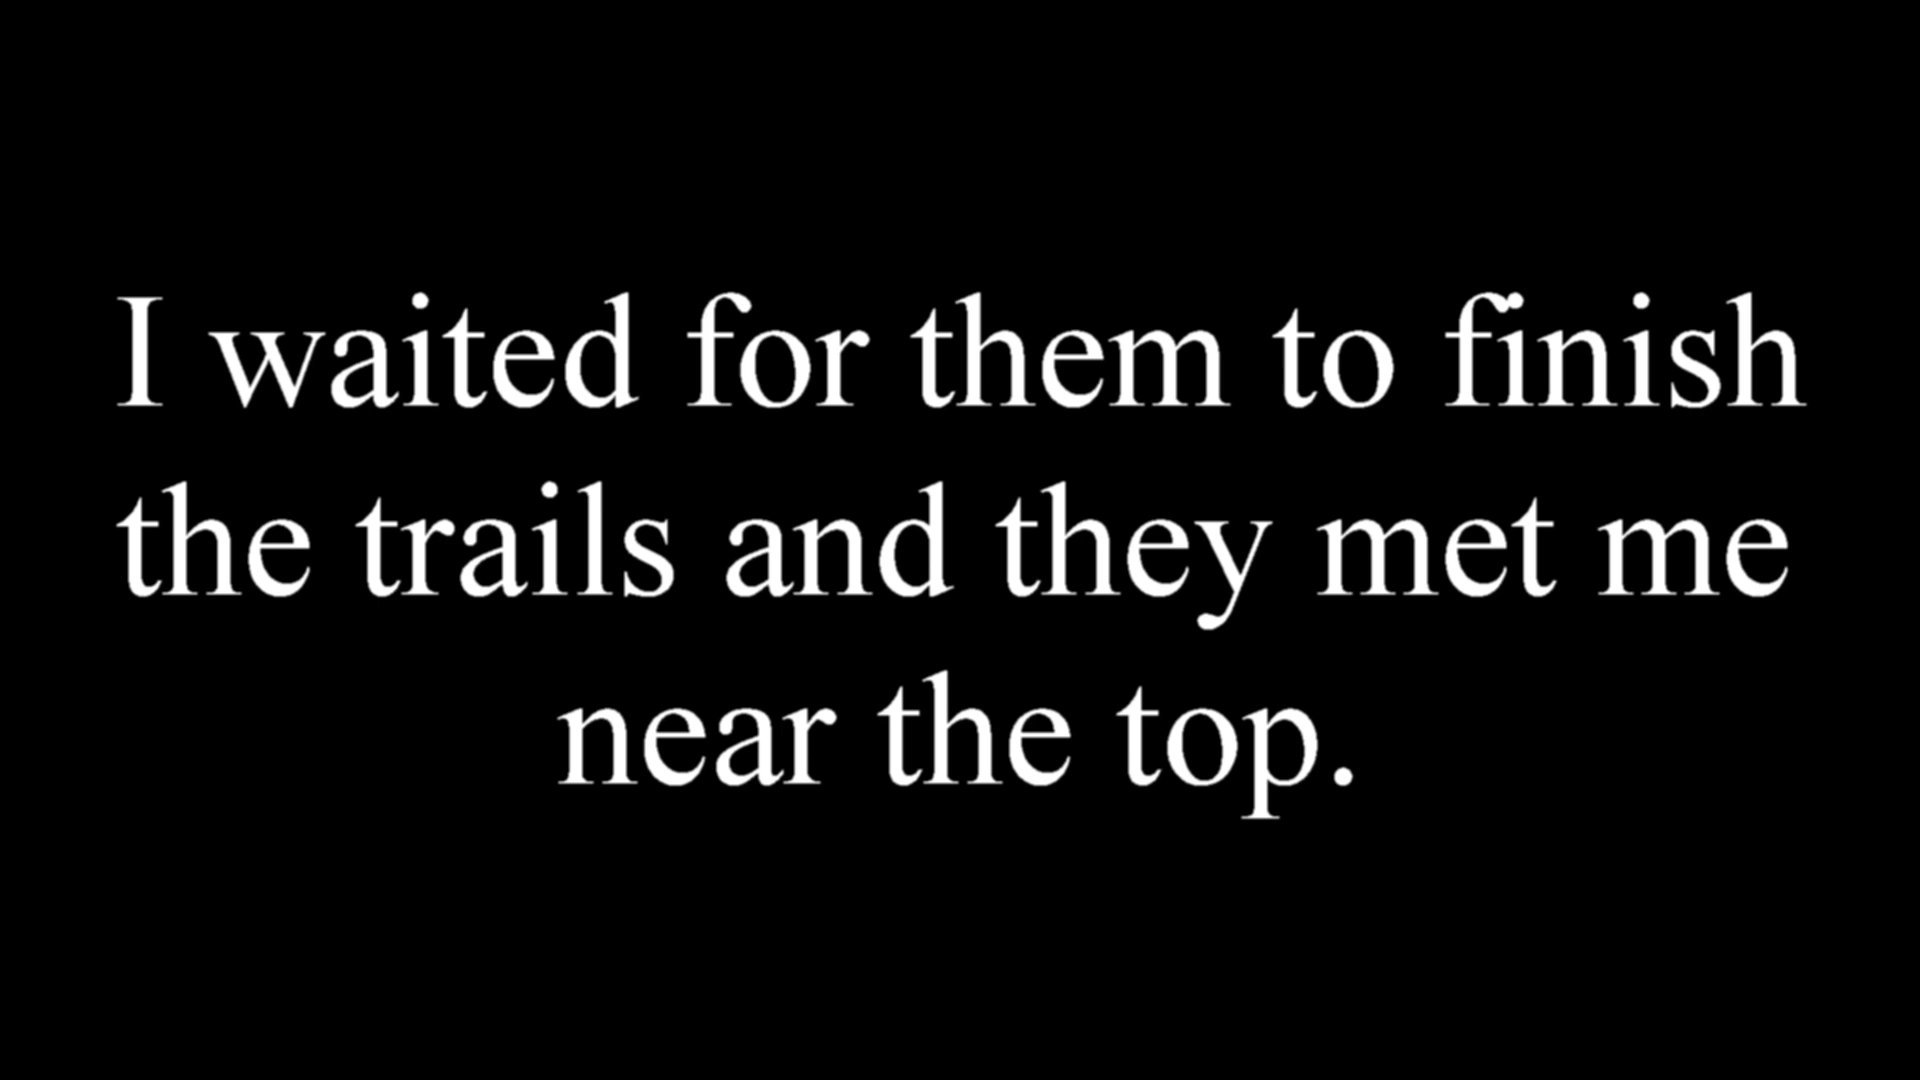 I waited for them to finish
the trails and they met me
near the top.